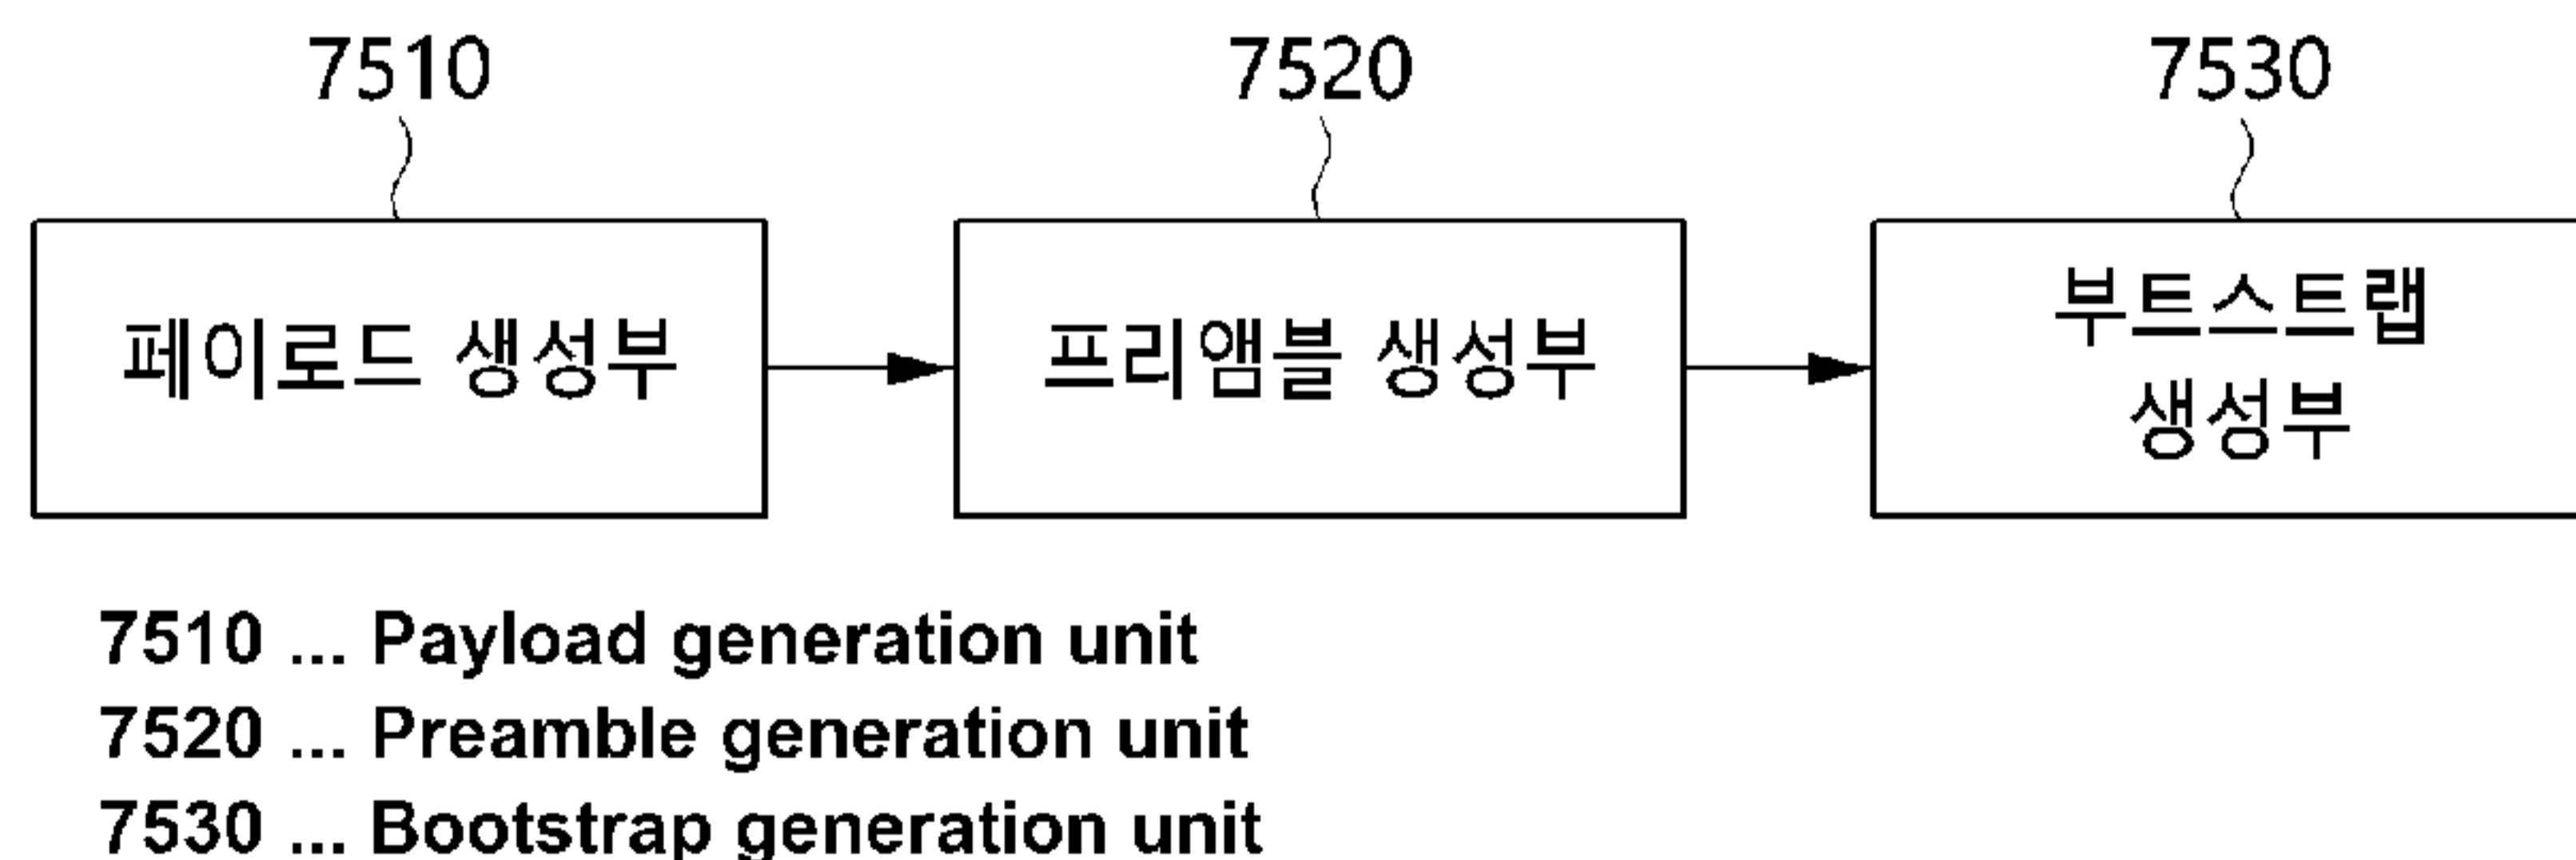 7510
7520
7530
페이로드 생성부
프리앰블 생성부
부트스트랩
생성부
7510 ... Payload generation unit
7520 ... Preamble generation unit
7530 ... Bootstrap generation unit